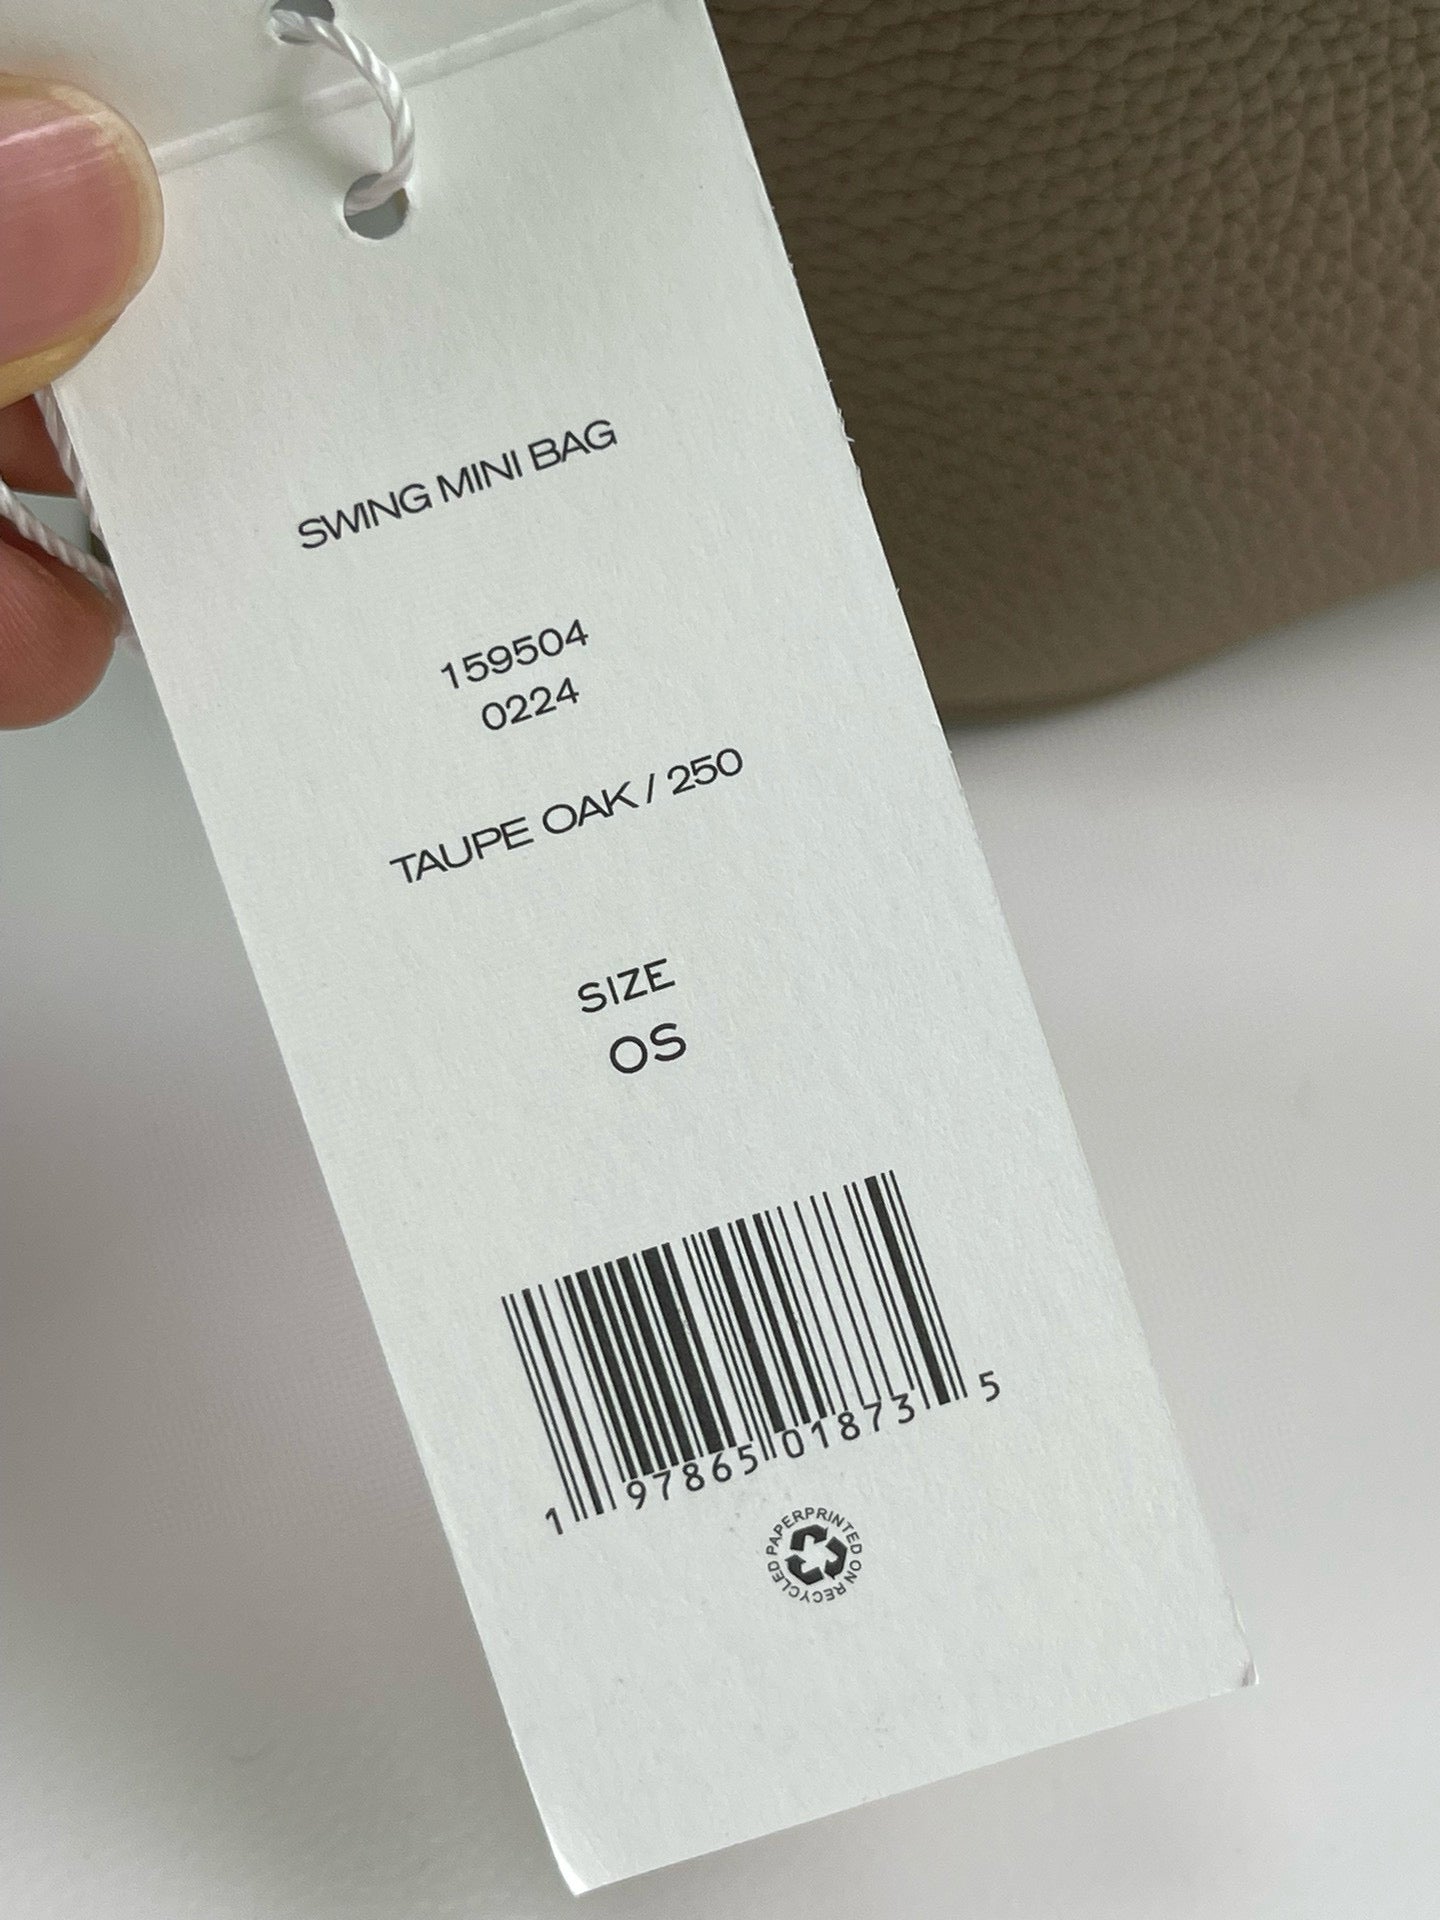 SWING MINI BAG
159504
0224
TAUPE OAK / 250
SIZE
OS
1 97865 01873 5
PRINTED ON RECYCLED PAPER